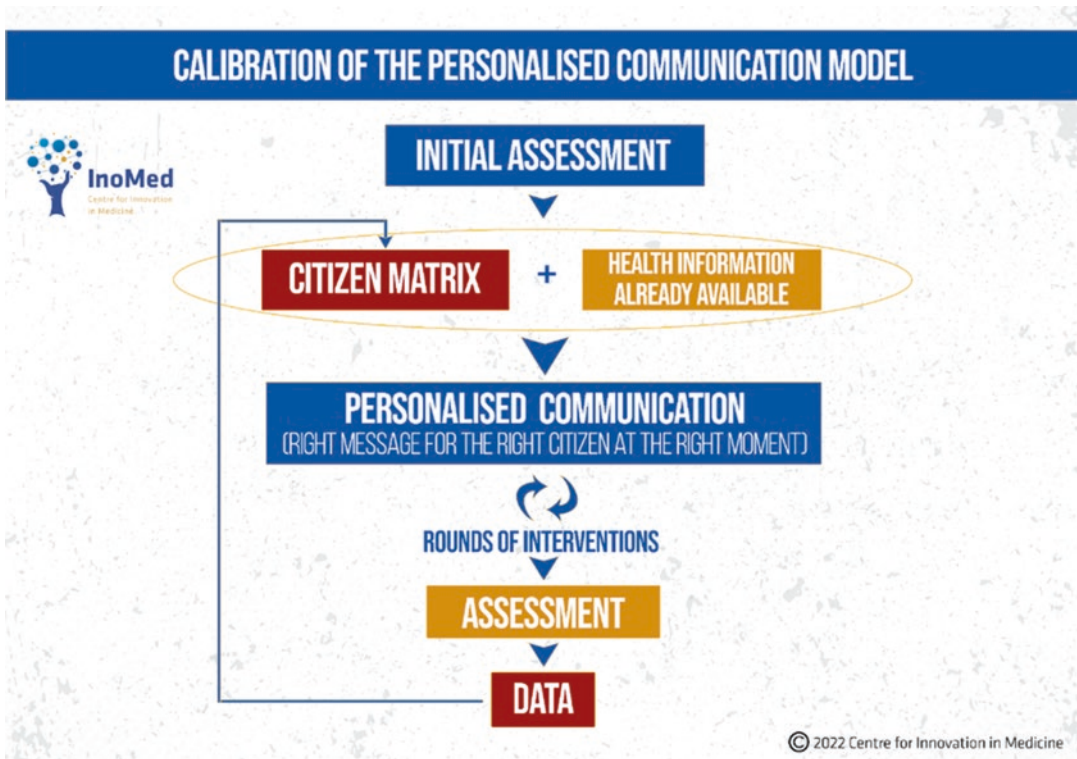 CALIBRATION OF THE PERSONALISED COMMUNICATION MODEL
InoMed
Centre for Innovation
in Medicine
INITIAL ASSESSMENT
CITIZEN MATRIX
+
HEALTH INFORMATION
ALREADY AVAILABLE
PERSONALISED COMMUNICATION
(RIGHT MESSAGE FOR THE RIGHT CITIZEN AT THE RIGHT MOMENT)
ROUNDS OF INTERVENTIONS
ASSESSMENT
DATA
© 2022 Centre for Innovation in Medicine